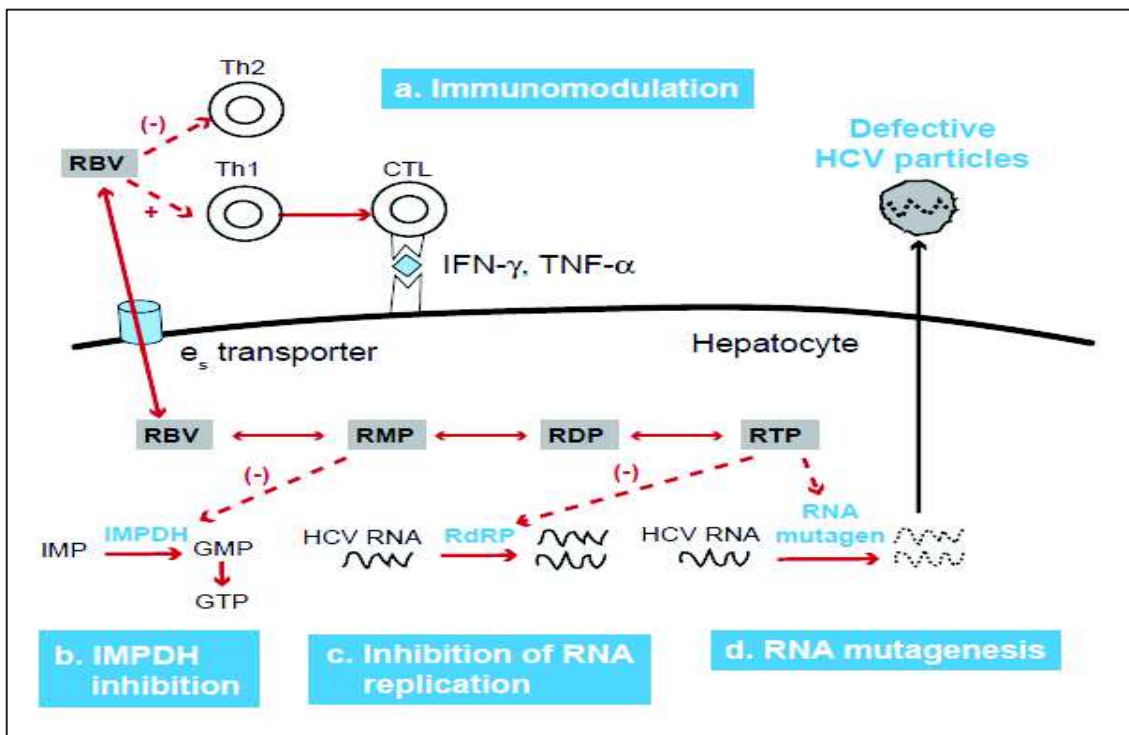 Th2
a. Immunomodulation
(-)
Defective
HCV particles
RBV
Th1
CTL
+
IFN-γ, TNF-α
es transporter
Hepatocyte
RBV
RMP
RDP
RTP
(-)
(-)
IMPDH
IMP
GMP
GTP
HCV RNA
RdRP
HCV RNA
RNA
mutagen
b. IMPDH
inhibition
c. Inhibition of RNA
replication
d. RNA mutagenesis